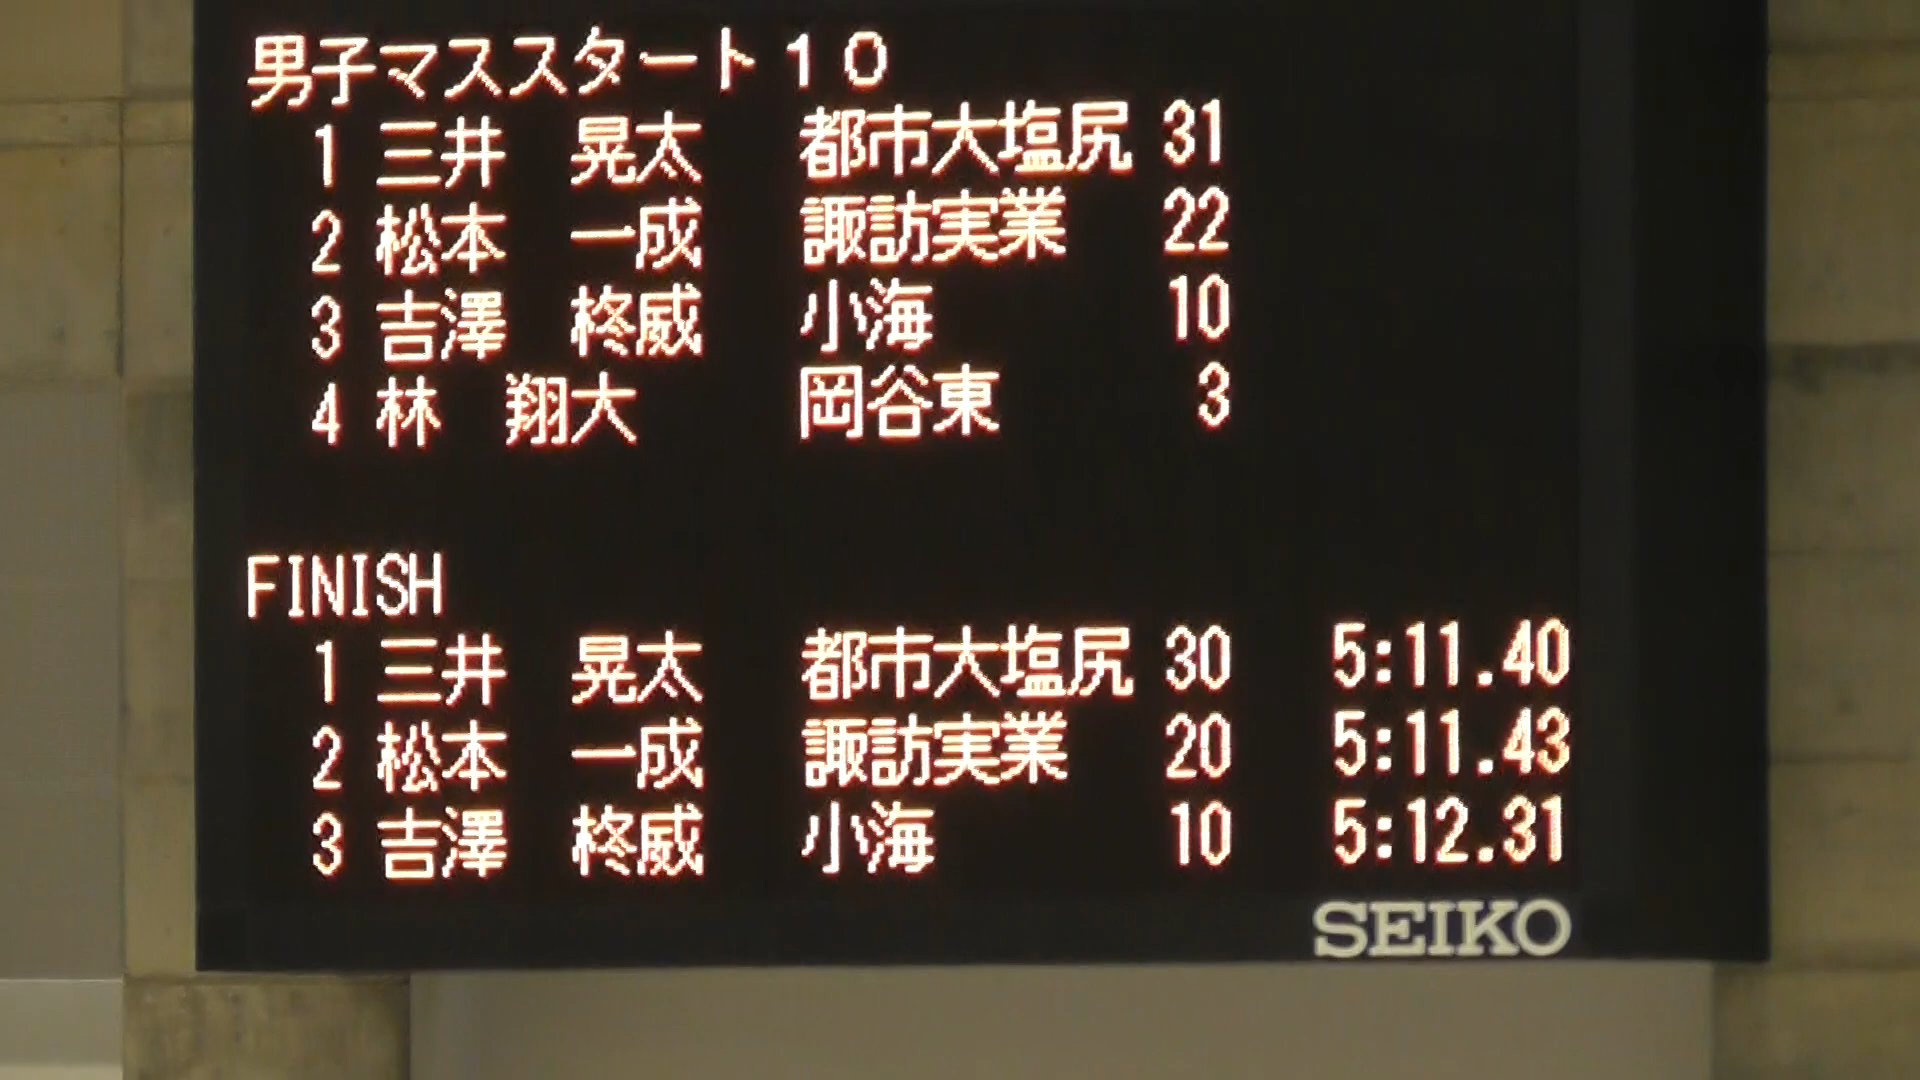 男子マススタート１０
1 三井　晃太 都市大塩尻 31
2 松本　一成 諏訪実業 22
3 吉澤　柊威 小海 10
4 林　翔大 岡谷東 3
FINISH
1 三井　晃太 都市大塩尻 30 5:11.40
2 松本　一成 諏訪実業 20 5:11.43
3 吉澤　柊威 小海 10 5:12.31
SEIKO